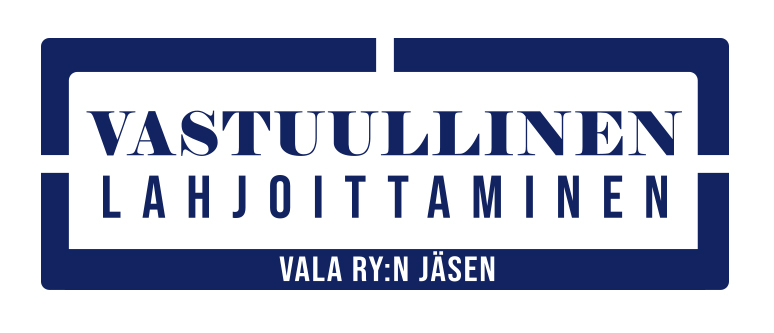 VASTUULLINEN
LAHJOITTAMINEN
VALA RY:N JÄSEN